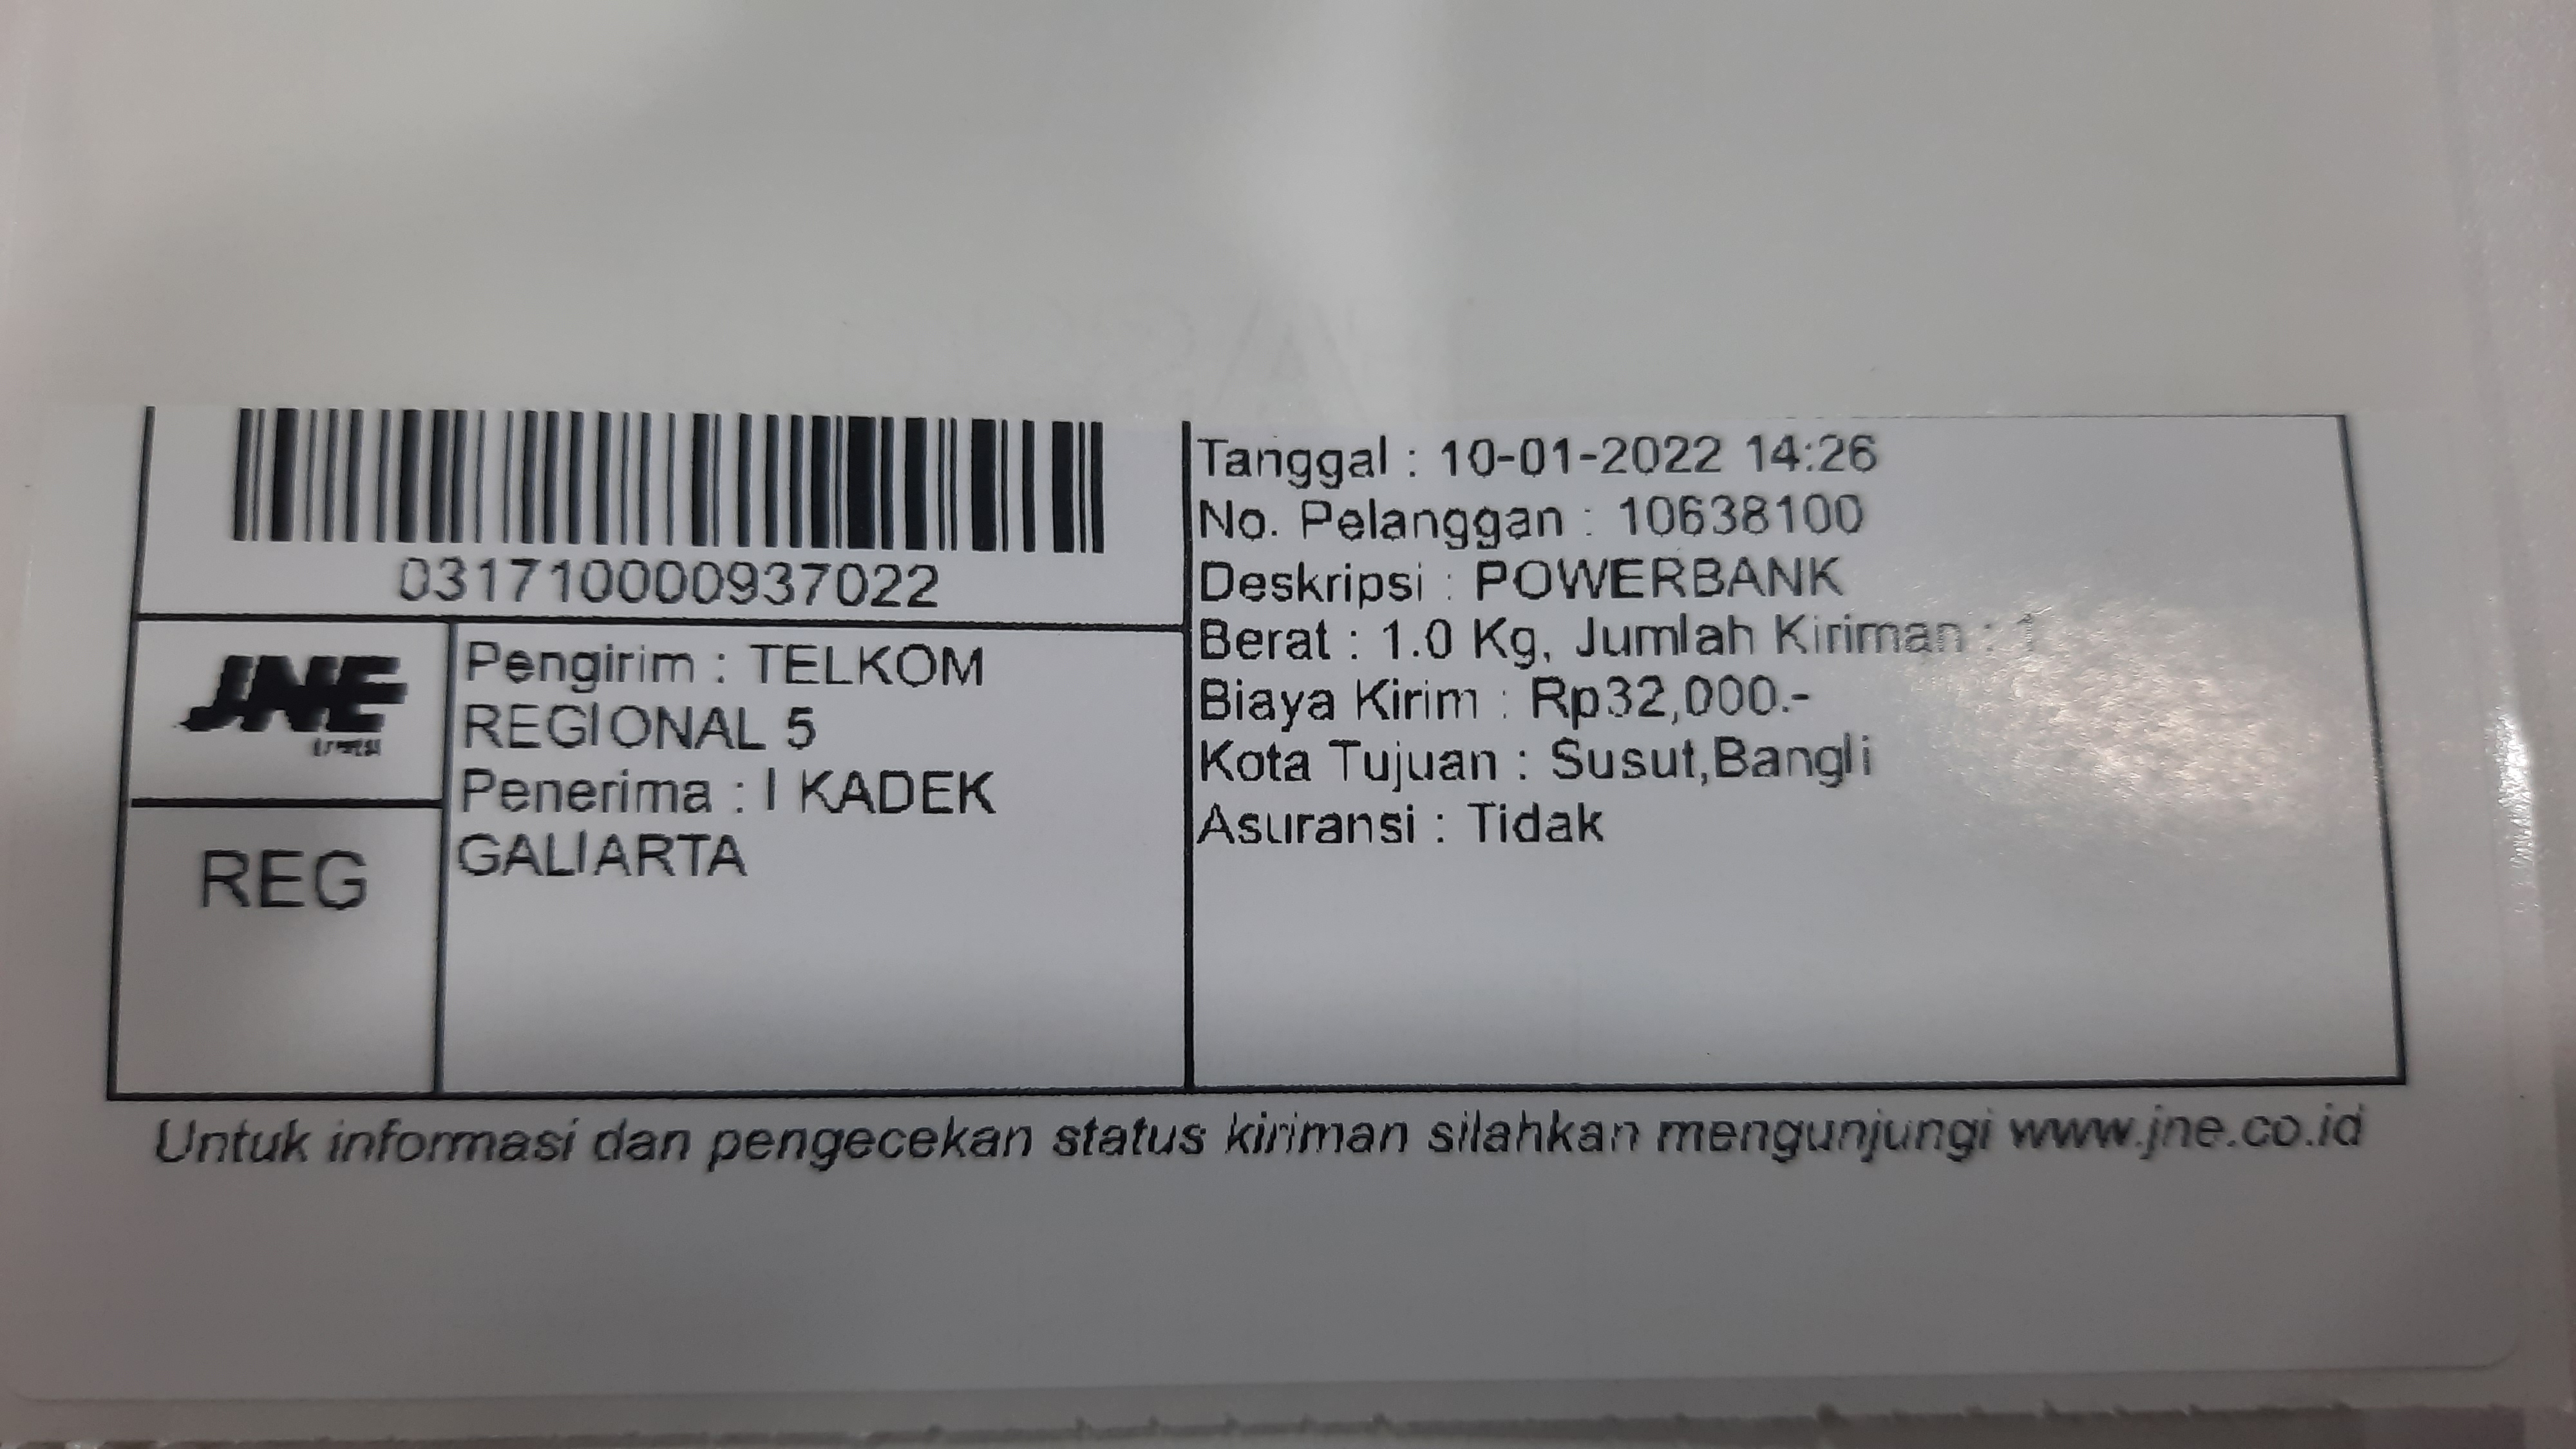 031710000937022
JNE
EXPRESS
REG
Pengirim : TELKOM
REGIONAL 5
Penerima : I KADEK
GALIARTA
Tanggal : 10-01-2022 14:26
No. Pelanggan : 10638100
Deskripsi : POWERBANK
Berat : 1.0 Kg, Jumlah Kiriman : 1
Biaya Kirim : Rp32,000.-
Kota Tujuan : Susut,Bangli
Asuransi : Tidak
Untuk informasi dan pengecekan status kiriman silahkan mengunjungi www.jne.co.id